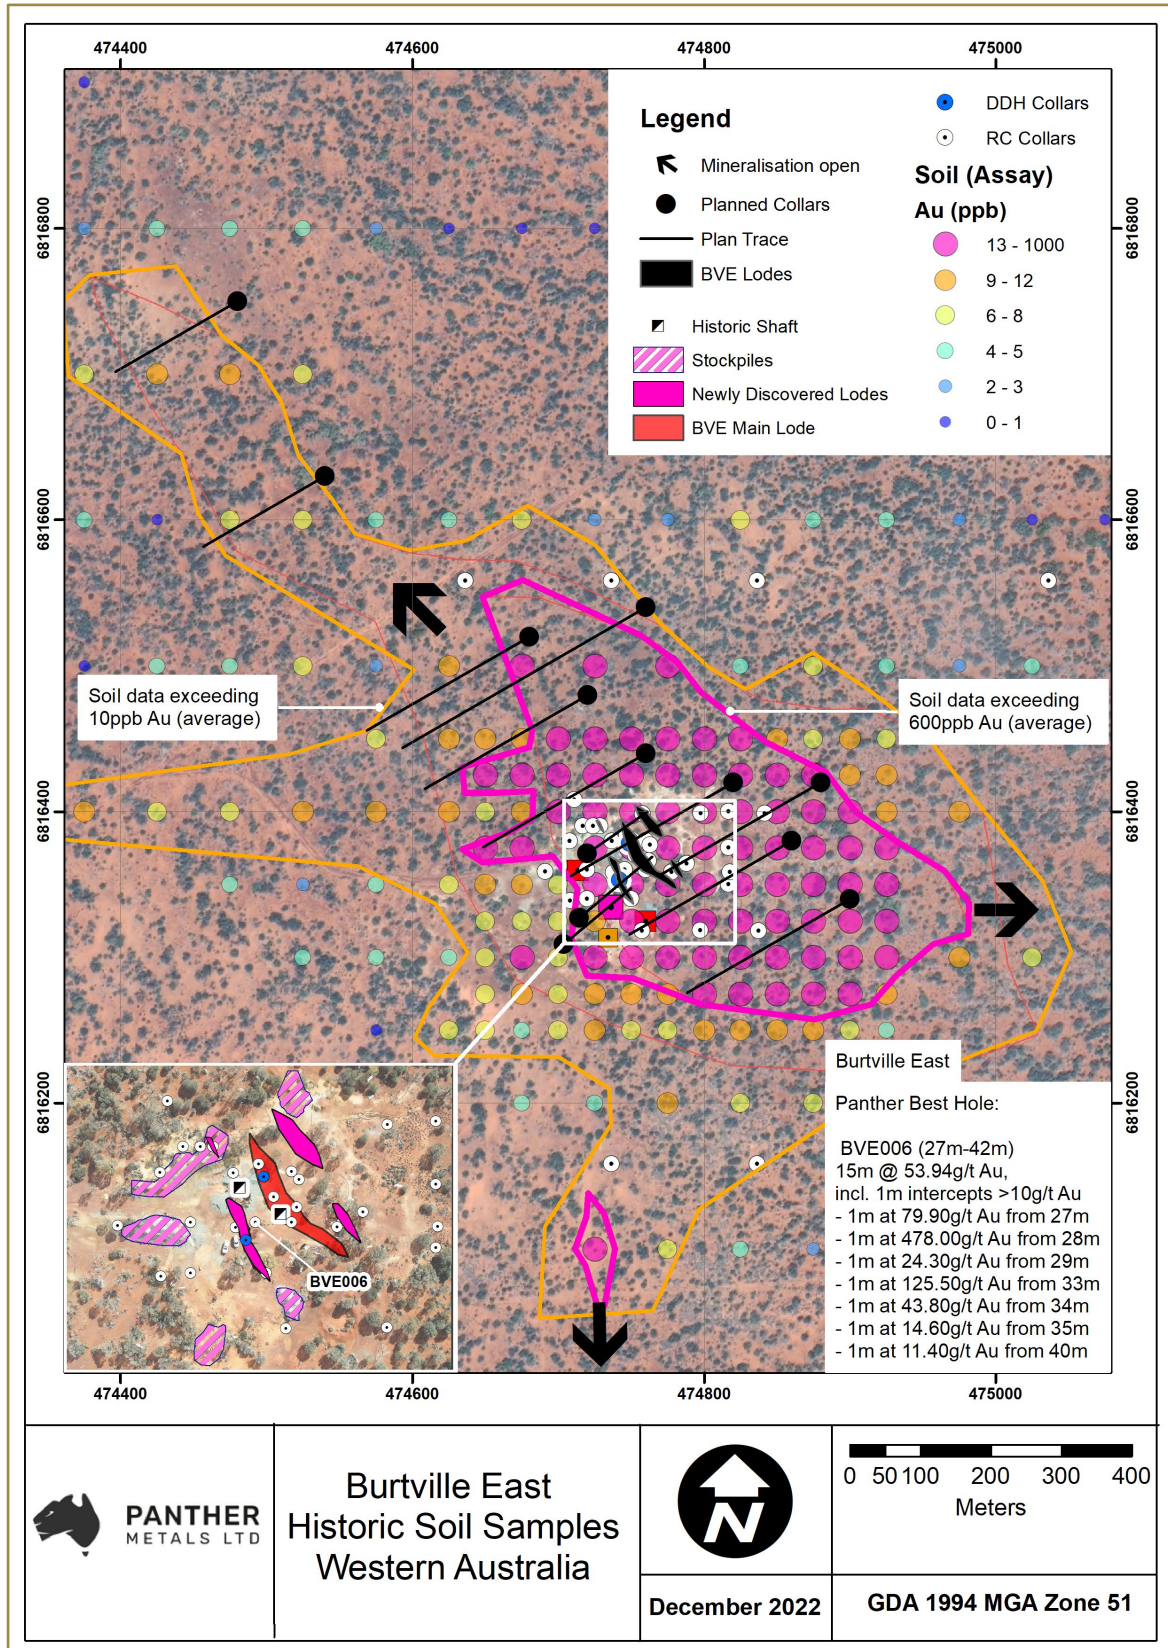 474400 474600 474800 475000
6816800
6816600
6816400
6816200
6816800
6816600
6816400
6816200
Legend
Mineralisation open
Planned Collars
Plan Trace
BVE Lodes
Historic Shaft
Stockpiles
Newly Discovered Lodes
BVE Main Lode
DDH Collars
RC Collars
Soil (Assay)
Au (ppb)
13 - 1000
9 - 12
6 - 8
4 - 5
2 - 3
0 - 1
Soil data exceeding
10ppb Au (average)
Soil data exceeding
600ppb Au (average)
BVE006
Burtville East
Panther Best Hole:
BVE006 (27m-42m)
15m @ 53.94g/t Au,
incl. 1m intercepts >10g/t Au
- 1m at 79.90g/t Au from 27m
- 1m at 478.00g/t Au from 28m
- 1m at 24.30g/t Au from 29m
- 1m at 125.50g/t Au from 33m
- 1m at 43.80g/t Au from 34m
- 1m at 14.60g/t Au from 35m
- 1m at 11.40g/t Au from 40m
474400 474600 474800 475000
PANTHER
METALS LTD
Burtville East
Historic Soil Samples
Western Australia
N
December 2022
0 50 100 200 300 400
Meters
GDA 1994 MGA Zone 51